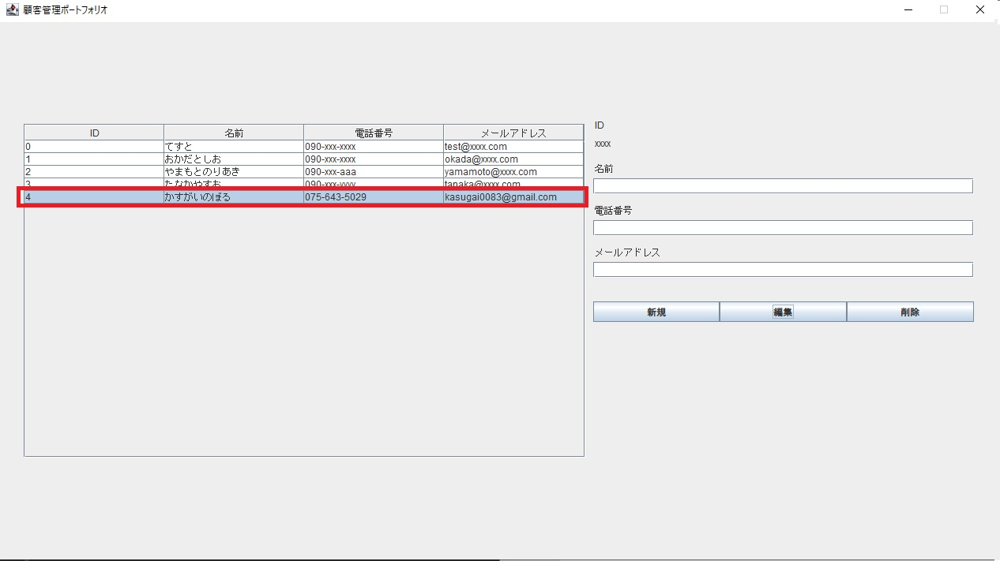 顧客管理ポートフォリオ
ID 名前 電話番号 メールアドレス
0 てすと 090-xxx-xxxx test@xxxx.com
1 おかだとしお 090-xxx-xxxx okada@xxxx.com
2 やまもとのりあき 090-xxx-aaa yamamoto@xxxx.com
3 たなかやすお 090-xxx-yyyy tanaka@xxxx.com
4 かすがいのぼる 075-643-5029 kasugai0083@gmail.com
ID
xxxx
名前
電話番号
メールアドレス
新規 編集 削除